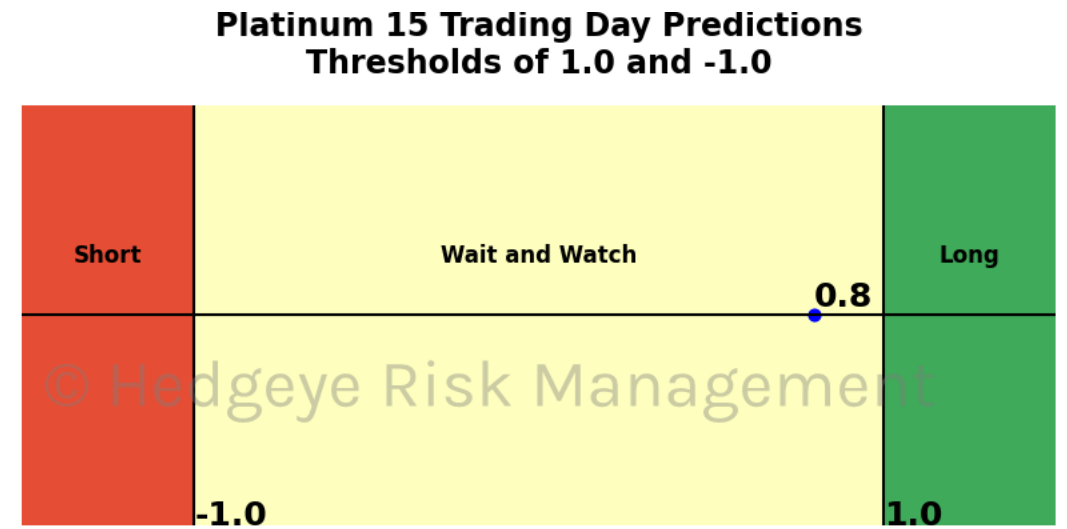 Platinum 15 Trading Day Predictions
Thresholds of 1.0 and -1.0
Short
Wait and Watch
Long
0.8
© Hedgeye Risk Management
-1.0
1.0